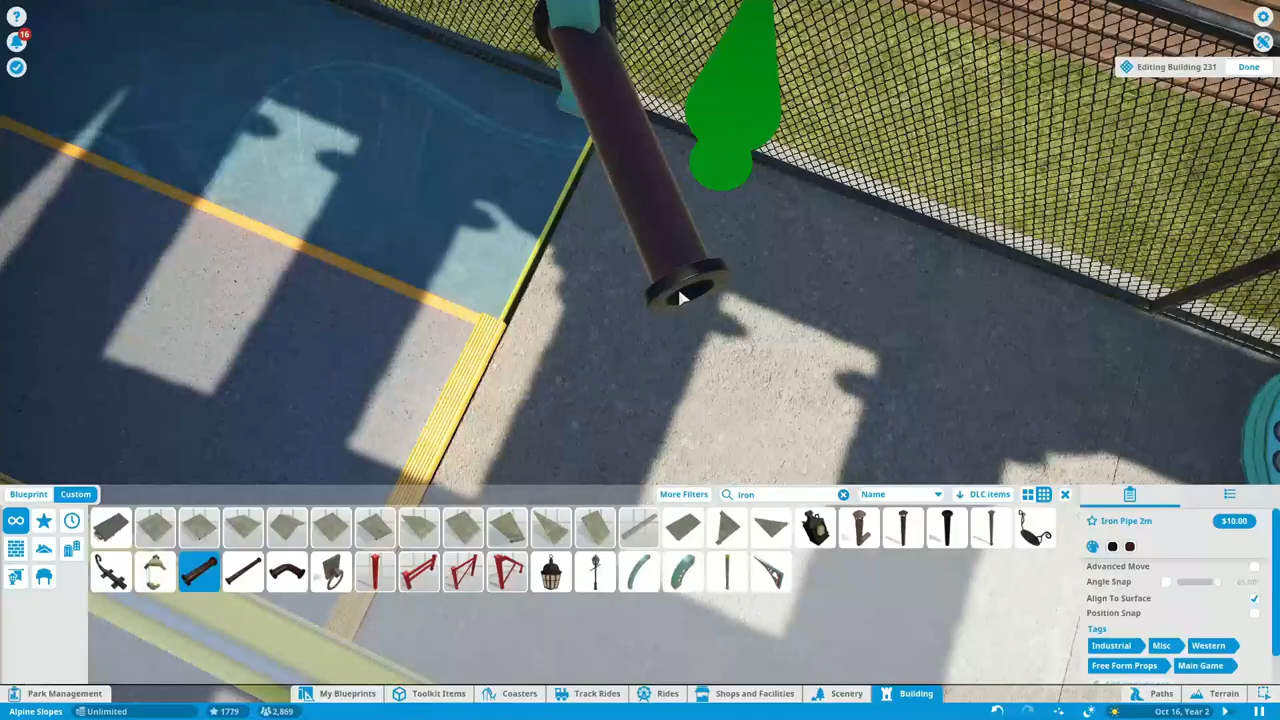 ?
16
Editing Building 231 Done
Blueprint Custom More Filters iron Name DLC items
Iron Pipe 2m $10.00
Advanced Move
Angle Snap 45.00°
Align To Surface
Position Snap
Tags
Industrial Misc Western
Free Form Props Main Game
Park Management My Blueprints Toolkit Items Coasters Track Rides Rides Shops and Facilities Scenery Building Paths Terrain
Alpine Slopes Unlimited 1779 2,869 Oct 16, Year 2